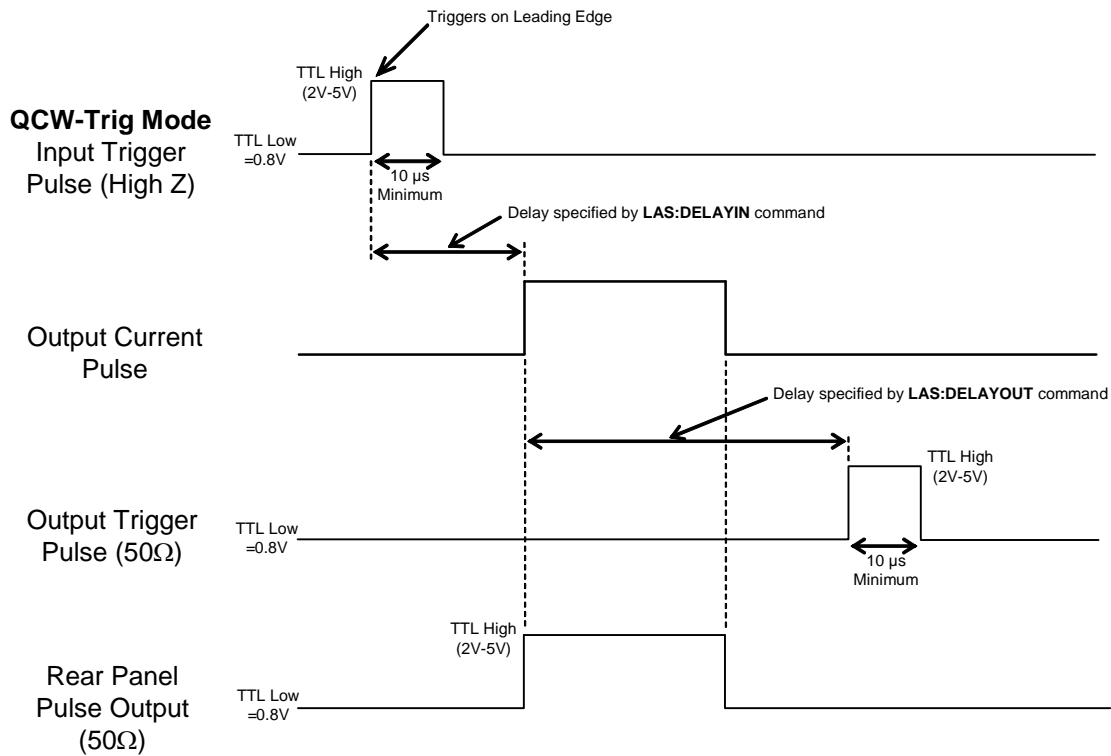 Triggers on Leading Edge
TTL High
(2V-5V)
QCW-Trig Mode
Input Trigger
Pulse (High Z)
TTL Low
=0.8V
10 µs
Minimum
Delay specified by LAS:DELAYIN command
Output Current
Pulse
Delay specified by LAS:DELAYOUT command
TTL High
(2V-5V)
Output Trigger
Pulse (50Ω)
TTL Low
=0.8V
10 µs
Minimum
TTL High
(2V-5V)
Rear Panel
Pulse Output
(50Ω)
TTL Low
=0.8V